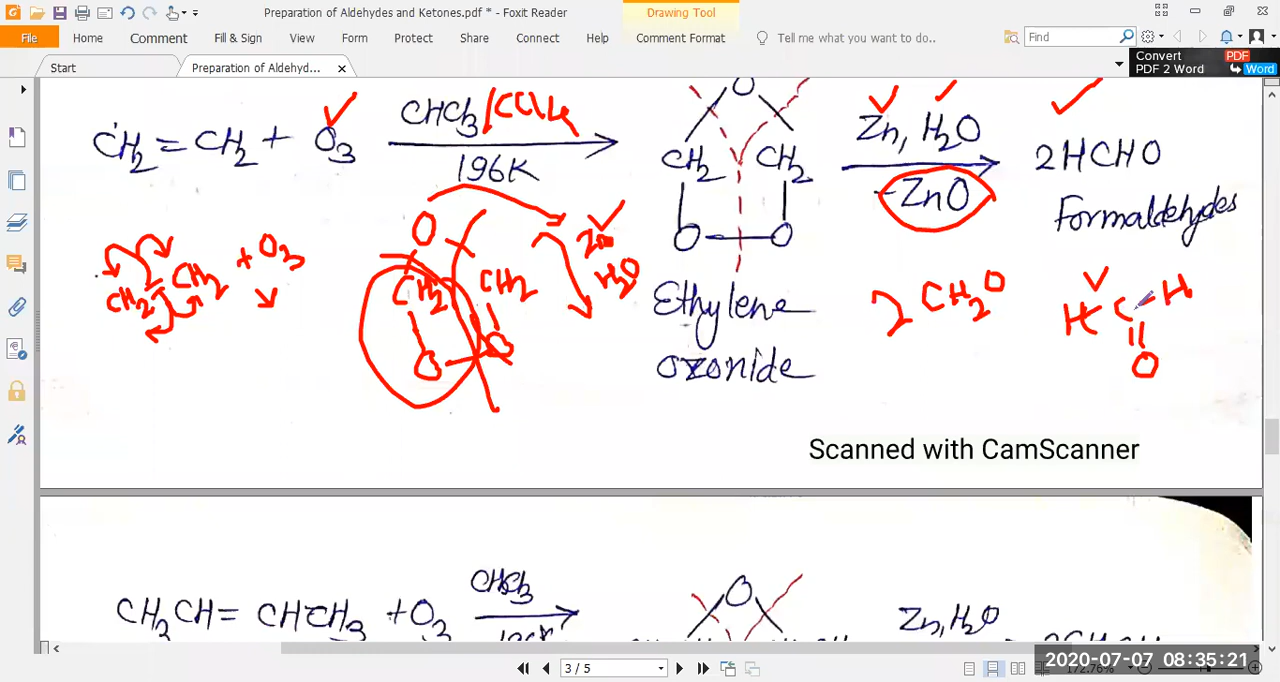 Preparation of Aldehydes and Ketones.pdf * - Foxit Reader
Drawing Tool
File Home Comment Fill & Sign View Form Protect Share Connect Help Comment Format Tell me what you want to do.. Find
Convert PDF
PDF 2 Word Word
Start Preparation of Aldehyd... x
O
CH2 = CH2 + O3 CHCl3/CCl4 Zn, H2O 2HCHO
196K CH2 CH2 -ZnO Formaldehydes
O O
O Zn
CH2 CH2 + O3 CH2 CH2 H2O Ethylene 2 CH2O H C H
O O ozonide O
Scanned with CamScanner
CHCl3 O Zn, H2O
CH3CH = CHCH3 + O3
3 / 5
2020-07-07 08:35:21
172.76%